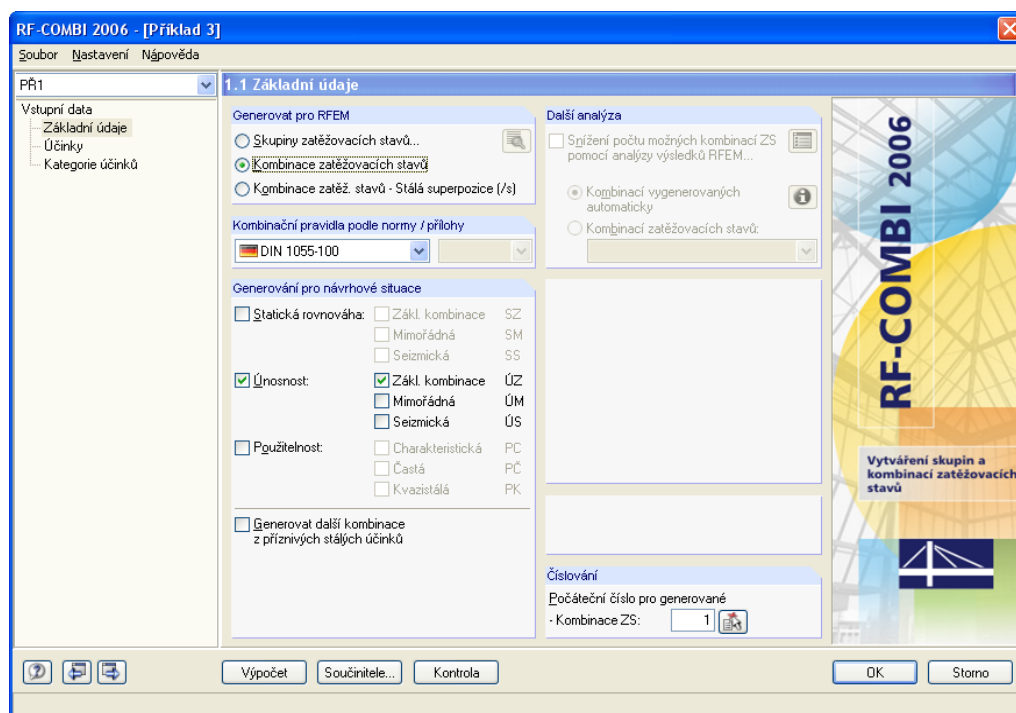 RF-COMBI 2006 - [Příklad 3]
Soubor Nastavení Nápověda
PŘ1
1.1 Základní údaje
Vstupní data
Základní údaje
Účinky
Kategorie účinků
Generovat pro RFEM
Skupiny zatěžovacích stavů...
Kombinace zatěžovacích stavů
Kombinace zatěž. stavů - Stálá superpozice (/s)
Kombinační pravidla podle normy / přílohy
DIN 1055-100
Generování pro návrhové situace
Statická rovnováha: Zákl. kombinace SZ
Mimořádná SM
Seizmická SS
Únosnost: Zákl. kombinace ÚZ
Mimořádná ÚM
Seizmická ÚS
Použitelnost: Charakteristická PC
Častá PČ
Kvazistálá PK
Generovat další kombinace
z příznivých stálých účinků
Další analýza
Snížení počtu možných kombinací ZS
pomocí analýzy výsledků RFEM...
Kombinací vygenerovaných
automaticky
Kombinací zatěžovacích stavů:
Číslování
Počáteční číslo pro generované
- Kombinace ZS: 1
RF-COMBI 2006
Vytváření skupin a
kombinací zatěžovacích
stavů
Výpočet Součinitele... Kontrola OK Storno